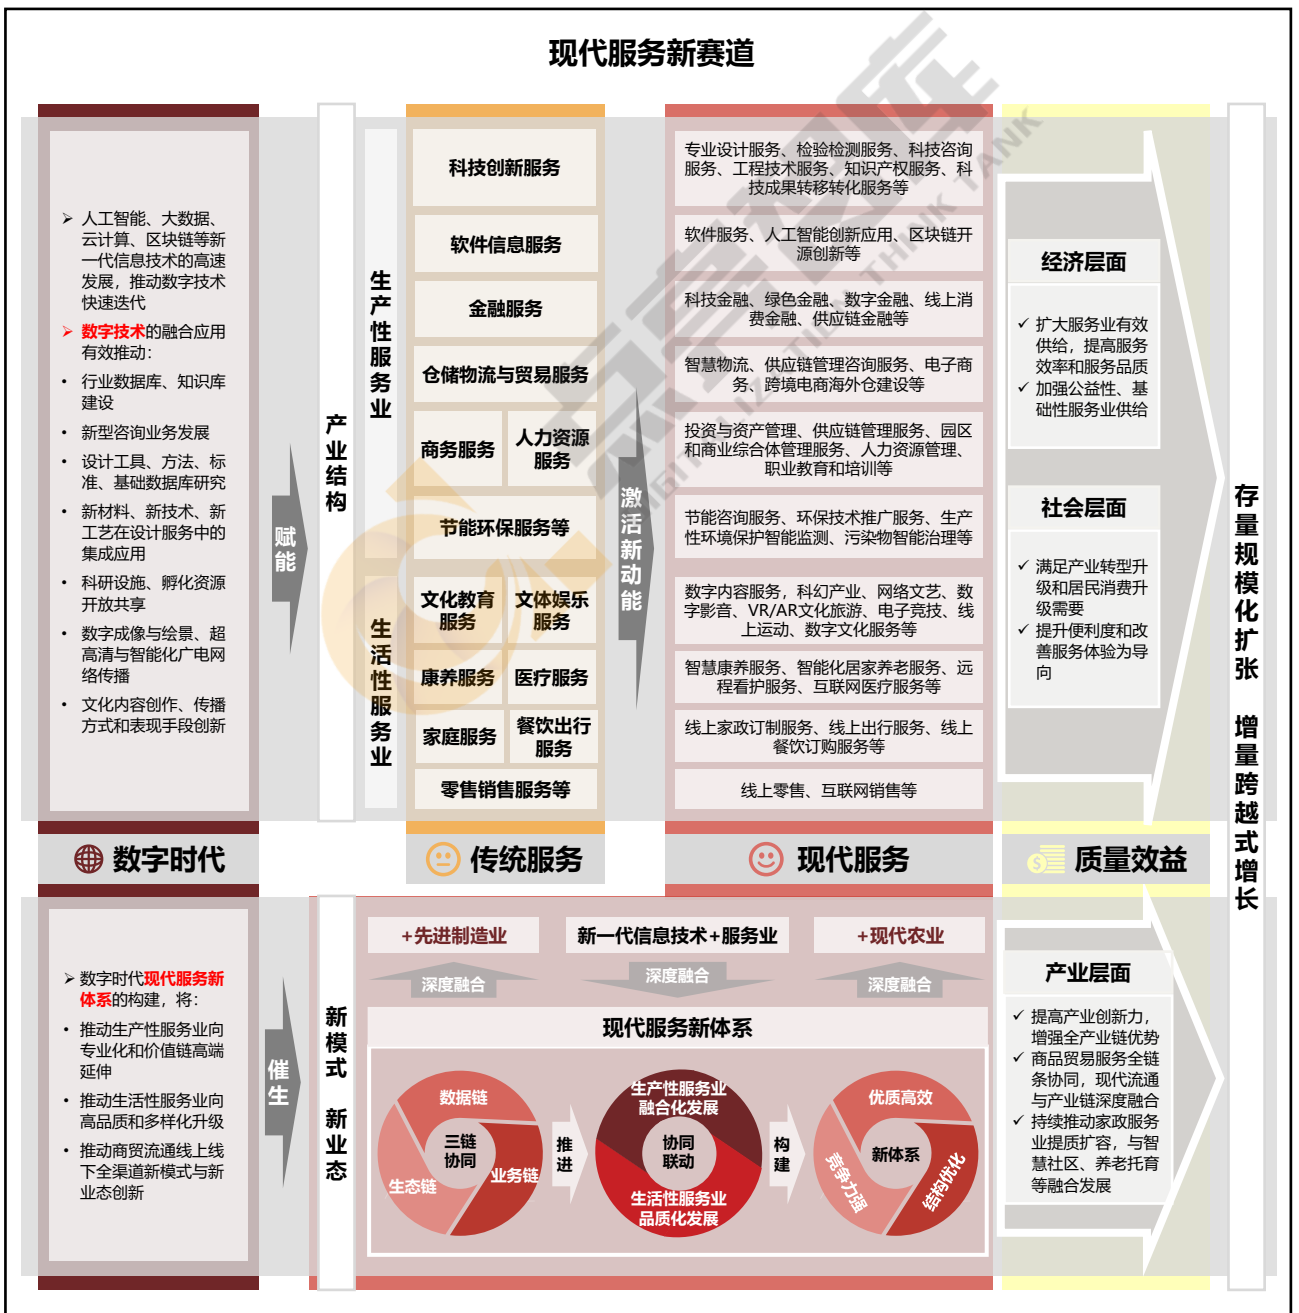 现代服务新赛道
人工智能、大数据、
云计算、区块链等新
一代信息技术的高速
发展，推动数字技术
快速迭代
数字技术的融合应用
有效推动：
行业数据库、知识库
建设
新型咨询业务发展
设计工具、方法、标
准、基础数据库研究
新材料、新技术、新
工艺在设计服务中的
集成应用
科研设施、孵化资源
开放共享
数字成像与绘景、超
高清与智能化广电网
络传播
文化内容创作、传播
方式和表现手段创新
赋能
产业结构
生产性服务业
生活性服务业
科技创新服务
软件信息服务
金融服务
仓储物流与贸易服务
商务服务
人力资源
服务
节能环保服务等
文化教育
服务
文体娱乐
服务
康养服务
医疗服务
家庭服务
餐饮出行
服务
零售销售服务等
激活新动能
专业设计服务、检验检测服务、科技咨询
服务、工程技术服务、知识产权服务、科
技成果转移转化服务等
软件服务、人工智能创新应用、区块链开
源创新等
科技金融、绿色金融、数字金融、线上消
费金融、供应链金融等
智慧物流、供应链管理咨询服务、电子商
务、跨境电商海外仓建设等
投资与资产管理、供应链管理服务、园区
和商业综合体管理服务、人力资源管理、
职业教育和培训等
节能咨询服务、环保技术推广服务、生产
性环境保护智能监测、污染物智能治理等
数字内容服务，科幻产业、网络文艺、数
字影音、VR/AR文化旅游、电子竞技、线
上运动、数字文化服务等
智慧康养服务、智能化居家养老服务、远
程看护服务、互联网医疗服务等
线上家政订制服务、线上出行服务、线上
餐饮订购服务等
线上零售、互联网销售等
经济层面
扩大服务业有效
供给，提高服务
效率和服务品质
加强公益性、基
础性服务业供给
社会层面
满足产业转型升
级和居民消费升
级需要
提升便利度和改
善服务体验为导
向
存量规模化扩张 增量跨越式增长
数字时代
传统服务
现代服务
质量效益
数字时代现代服务新
体系的构建，将：
推动生产性服务业向
专业化和价值链高端
延伸
推动生活性服务业向
高品质和多样化升级
推动商贸流通线上线
下全渠道新模式与新
业态创新
催生
新模式 新业态
+先进制造业
新一代信息技术+服务业
+现代农业
深度融合
深度融合
深度融合
现代服务新体系
数据链
业务链
生态链
三链
协同
推进
生产性服务业
融合化发展
协同
联动
生活性服务业
品质化发展
构建
优质高效
结构优化
竞争力强
新体系
产业层面
提高产业创新力，
增强全产业链优势
商品贸易服务全链
条协同，现代流通
与产业链深度融合
持续推动家政服务
业提质扩容，与智
慧社区、养老托育
等融合发展
点亮智库
DIGITALIZATION THINK TANK